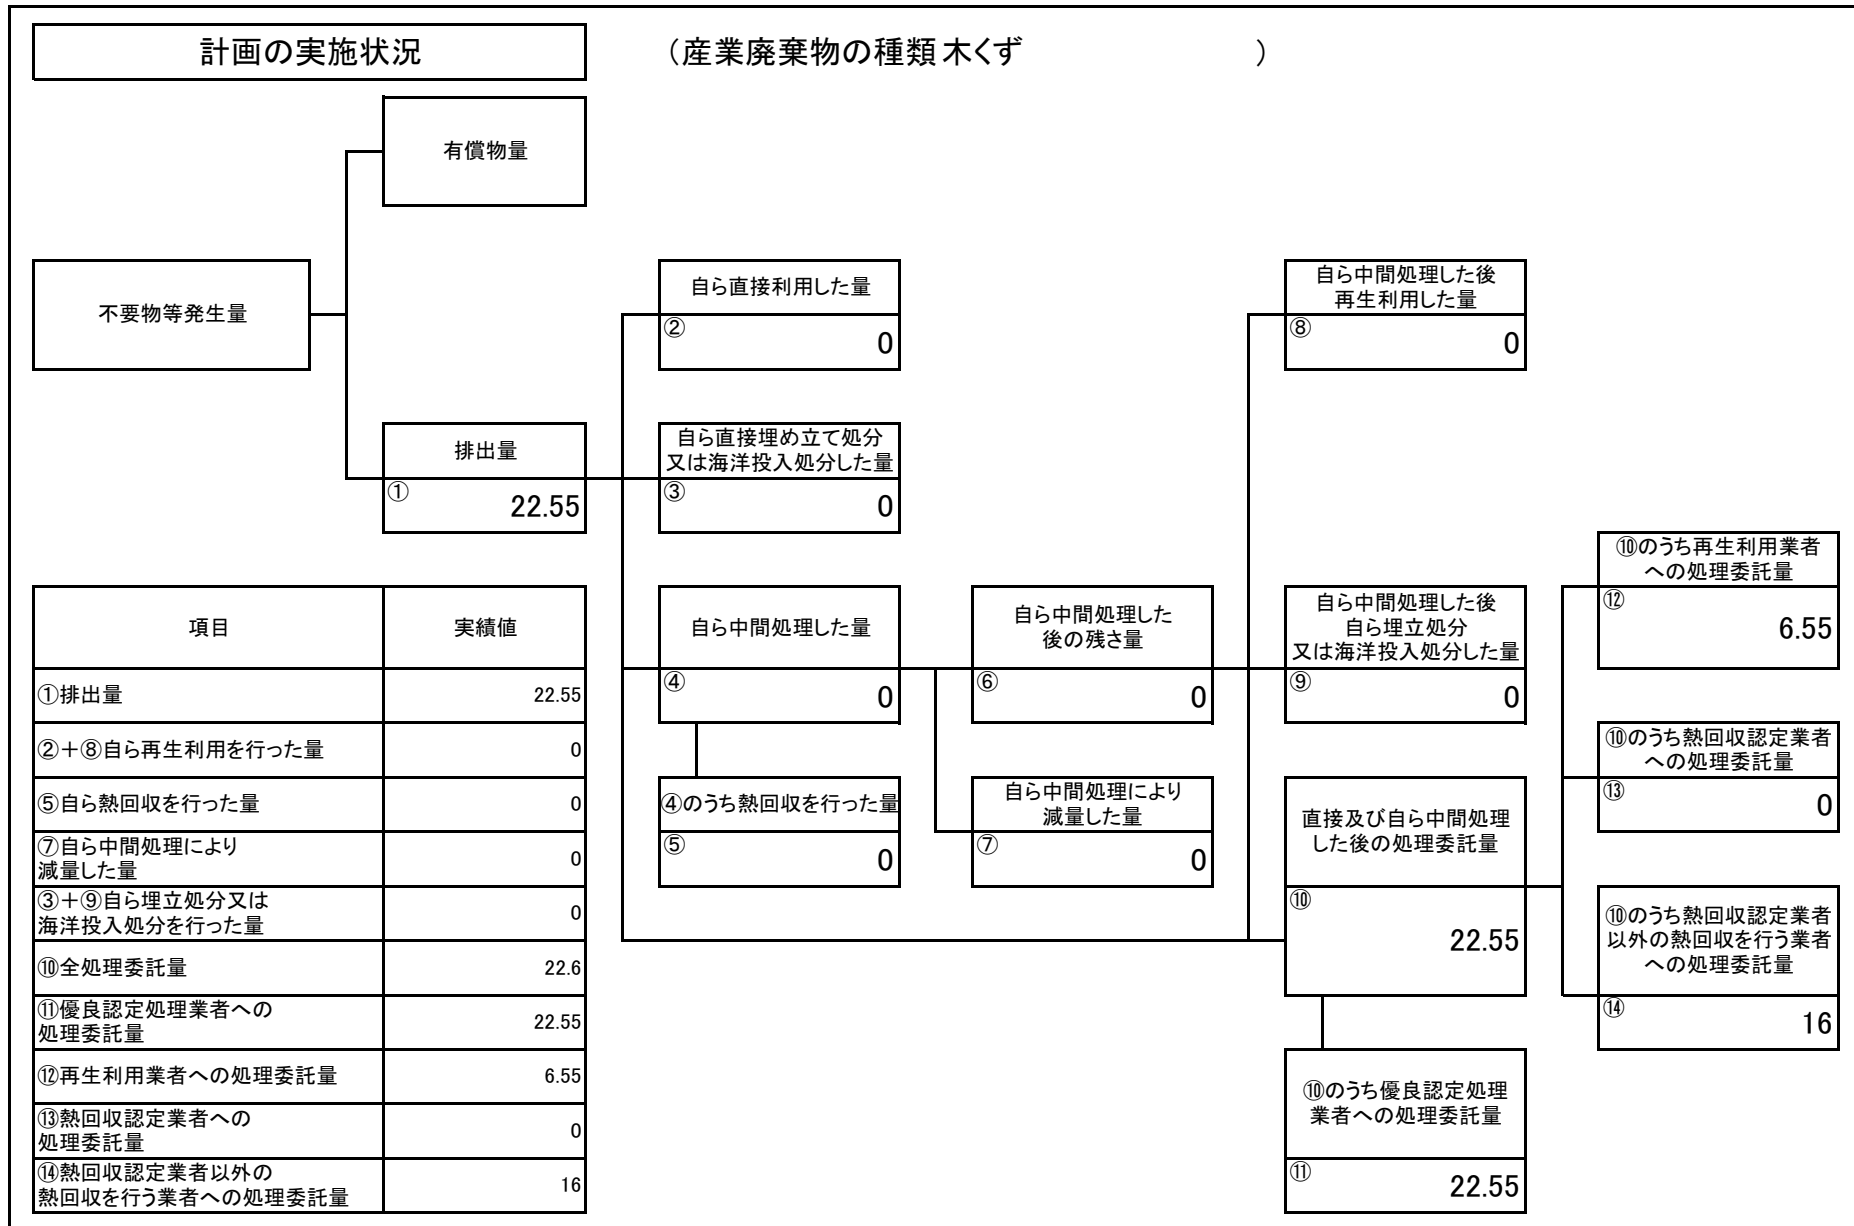 計画の実施状況
（産業廃棄物の種類 木くず ）
有償物量
不要物等発生量
排出量
①
22.55
自ら直接利用した量
②
0
自ら直接埋め立て処分
又は海洋投入処分した量
③
0
自ら中間処理した量
④
0
④のうち熱回収を行った量
⑤
0
自ら中間処理した
後の残さ量
⑥
0
自ら中間処理により
減量した量
⑦
0
自ら中間処理した後
再生利用した量
⑧
0
自ら中間処理した後
自ら埋立処分
又は海洋投入処分した量
⑨
0
直接及び自ら中間処理
した後の処理委託量
⑩
22.55
⑩のうち優良認定処理
業者への処理委託量
⑪
22.55
⑩のうち再生利用業者
への処理委託量
⑫
6.55
⑩のうち熱回収認定業者
への処理委託量
⑬
0
⑩のうち熱回収認定業者
以外の熱回収を行う業者
への処理委託量
⑭
16
項目 実績値
①排出量 22.55
②＋⑧自ら再生利用を行った量 0
⑤自ら熱回収を行った量 0
⑦自ら中間処理により
減量した量 0
③＋⑨自ら埋立処分又は
海洋投入処分を行った量 0
⑩全処理委託量 22.6
⑪優良認定処理業者への
処理委託量 22.55
⑫再生利用業者への処理委託量 6.55
⑬熱回収認定業者への
処理委託量 0
⑭熱回収認定業者以外の
熱回収を行う業者への処理委託量 16